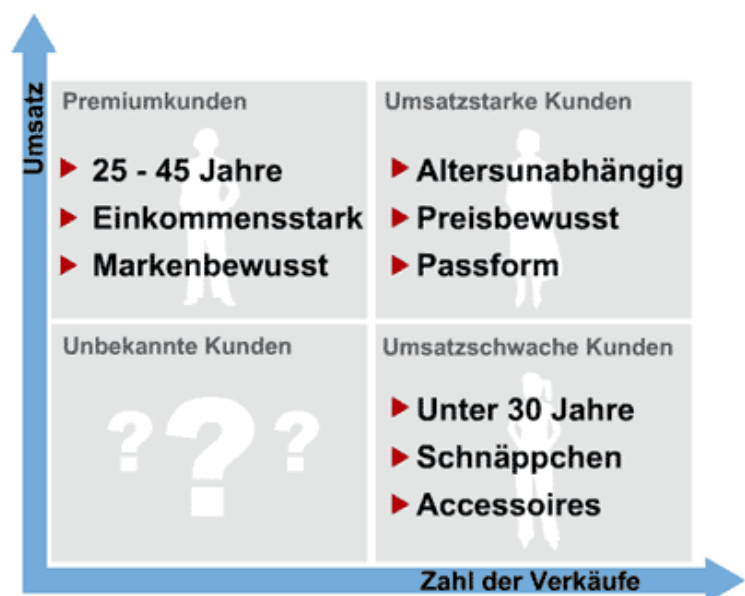 Umsatz
Premiumkunden
25 - 45 Jahre
Einkommensstark
Markenbewusst
Umsatzstarke Kunden
Altersunabhängig
Preisbewusst
Passform
Unbekannte Kunden
? ? ?
Umsatzschwache Kunden
Unter 30 Jahre
Schnäppchen
Accessoires
Zahl der Verkäufe